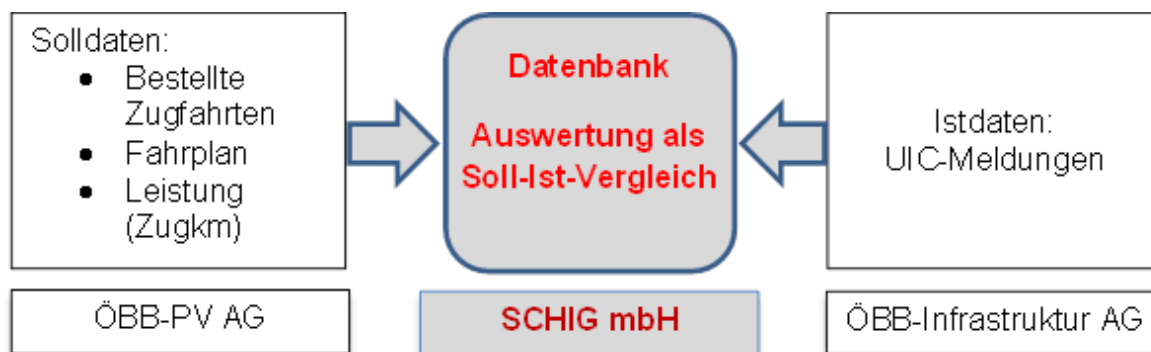 Solldaten:
• Bestellte
Zugfahrten
• Fahrplan
• Leistung
(Zugkm)
Datenbank
Auswertung als
Soll-Ist-Vergleich
Istdaten:
UIC-Meldungen
ÖBB-PV AG
SCHIG mbH
ÖBB-Infrastruktur AG